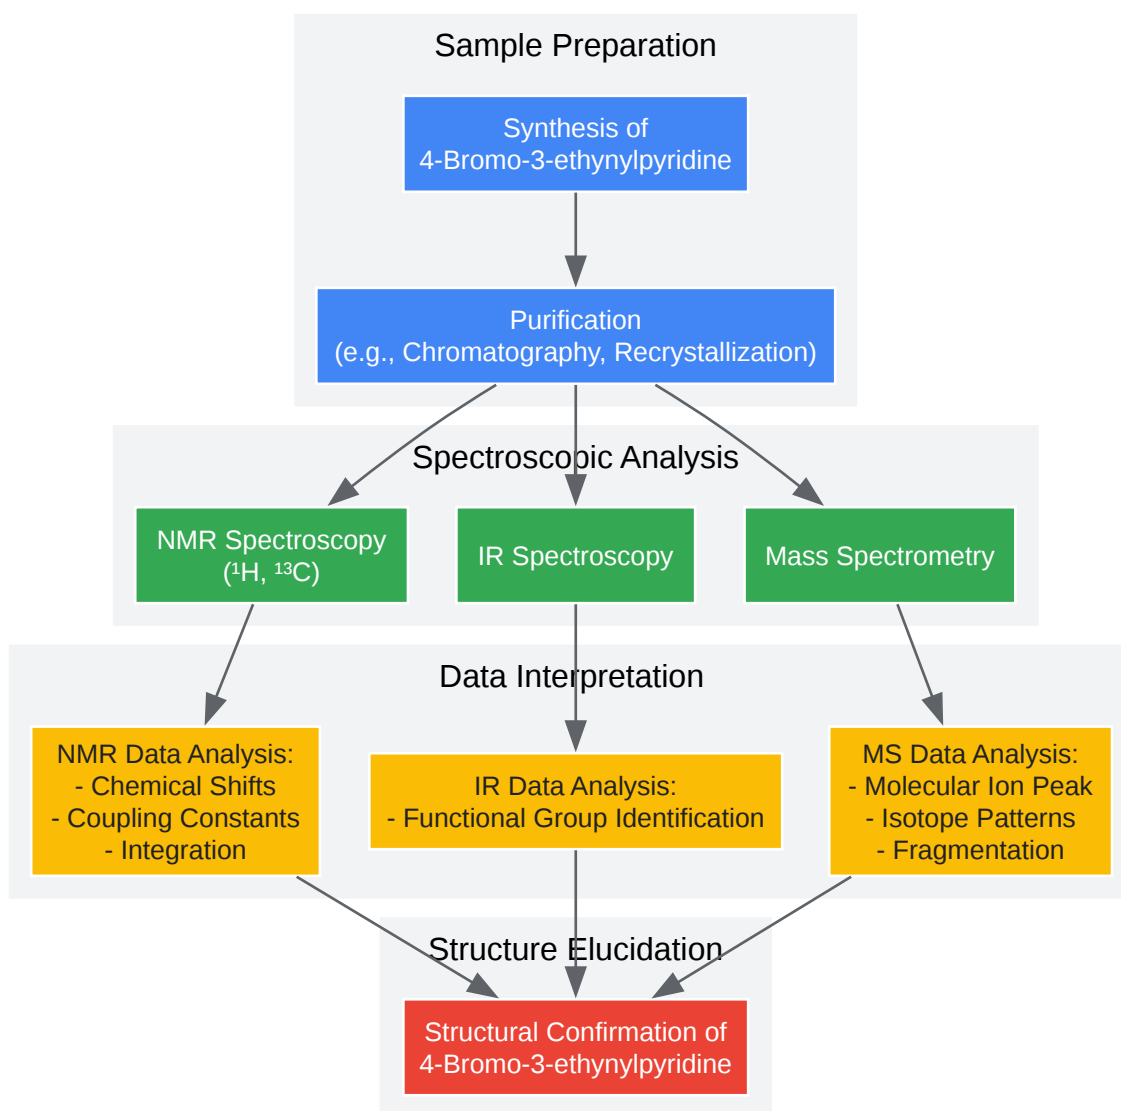 Sample Preparation
Synthesis of
4-Bromo-3-ethynylpyridine
Purification
(e.g., Chromatography, Recrystallization)
Spectroscopic Analysis
NMR Spectroscopy
(¹H, ¹³C)
IR Spectroscopy
Mass Spectrometry
Data Interpretation
NMR Data Analysis:
- Chemical Shifts
- Coupling Constants
- Integration
IR Data Analysis:
- Functional Group Identification
MS Data Analysis:
- Molecular Ion Peak
- Isotope Patterns
- Fragmentation
Structure Elucidation
Structural Confirmation of
4-Bromo-3-ethynylpyridine